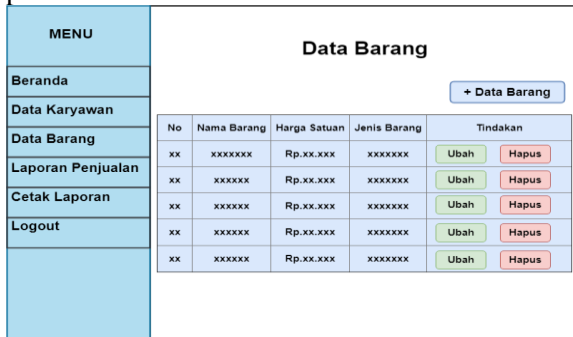 MENU
Beranda
Data Karyawan
Data Barang
Laporan Penjualan
Cetak Laporan
Logout
Data Barang
+ Data Barang
No Nama Barang Harga Satuan Jenis Barang Tindakan
xx xxxxxxx Rp.xx.xxx xxxxxxx Ubah Hapus
xx xxxxxx Rp.xx.xxx xxxxxxx Ubah Hapus
xx xxxxxx Rp.xx.xxx xxxxxxx Ubah Hapus
xx xxxxxx Rp.xx.xxx xxxxxxx Ubah Hapus
xx xxxxxx Rp.xx.xxx xxxxxxx Ubah Hapus